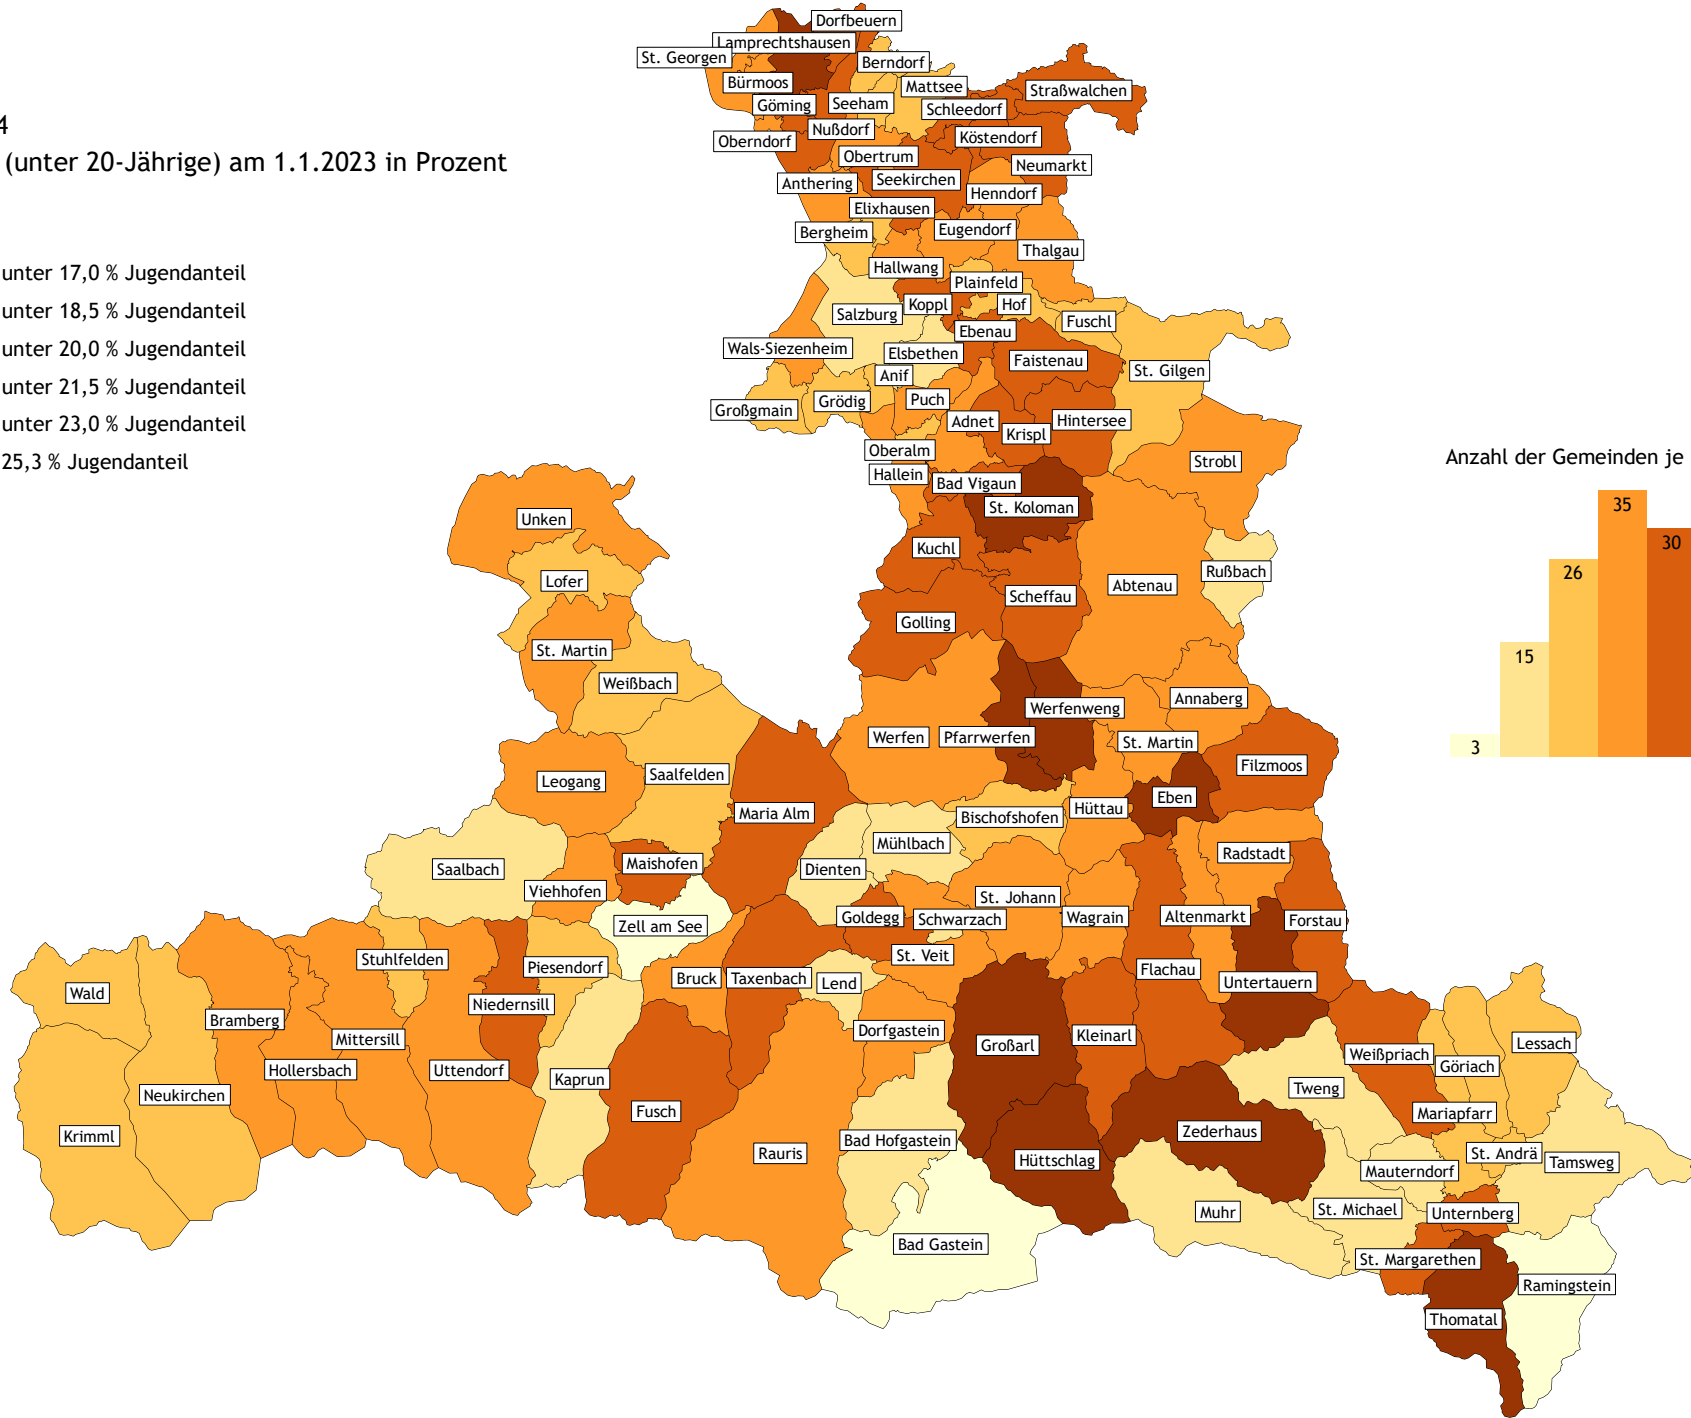 4
(unter 20-Jährige) am 1.1.2023 in Prozent
unter 17,0 % Jugendanteil
unter 18,5 % Jugendanteil
unter 20,0 % Jugendanteil
unter 21,5 % Jugendanteil
unter 23,0 % Jugendanteil
25,3 % Jugendanteil
Anzahl der Gemeinden je
3
15
26
35
30
Dorfbeuern
Lamprechtshausen
St. Georgen
Berndorf
Bürmoos
Mattsee
Straßwalchen
Göming
Seeham
Schleedorf
Nußdorf
Köstendorf
Oberndorf
Obertrum
Neumarkt
Anthering
Seekirchen
Henndorf
Elixhausen
Bergheim
Eugendorf
Thalgau
Hallwang
Plainfeld
Koppl
Hof
Salzburg
Fuschl
Ebenau
Wals-Siezenheim
Elsbethen
Faistenau
St. Gilgen
Anif
Großgmain
Grödig
Puch
Adnet
Hintersee
Krispl
Oberalm
Strobl
Hallein
Bad Vigaun
St. Koloman
Unken
Kuchl
Lofer
Rußbach
Abtenau
Scheffau
Golling
St. Martin
Weißbach
Annaberg
Werfenweng
Werfen
Pfarrwerfen
St. Martin
Filzmoos
Leogang
Saalfelden
Eben
Maria Alm
Hüttau
Bischofshofen
Mühlbach
Radstadt
Saalbach
Maishofen
Dienten
Viehhofen
St. Johann
Goldegg
Schwarzach
Wagrain
Altenmarkt
Forstau
Zell am See
St. Veit
Stuhlfelden
Piesendorf
Flachau
Bruck
Taxenbach
Lend
Untertauern
Wald
Niedernsill
Bramberg
Dorfgastein
Kleinarl
Mittersill
Großarl
Lessach
Weißpriach
Göriach
Hollersbach
Uttendorf
Kaprun
Tweng
Neukirchen
Fusch
Mariapfarr
Krimml
Zederhaus
Bad Hofgastein
Rauris
St. Andrä
Hüttschlag
Tamsweg
Mauterndorf
Muhr
St. Michael
Unternberg
Bad Gastein
St. Margarethen
Ramingstein
Thomatal